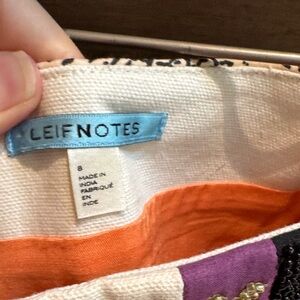 LEIFNOTES
8
MADE IN
INDIA
FABRIQUÉ
EN
INDE